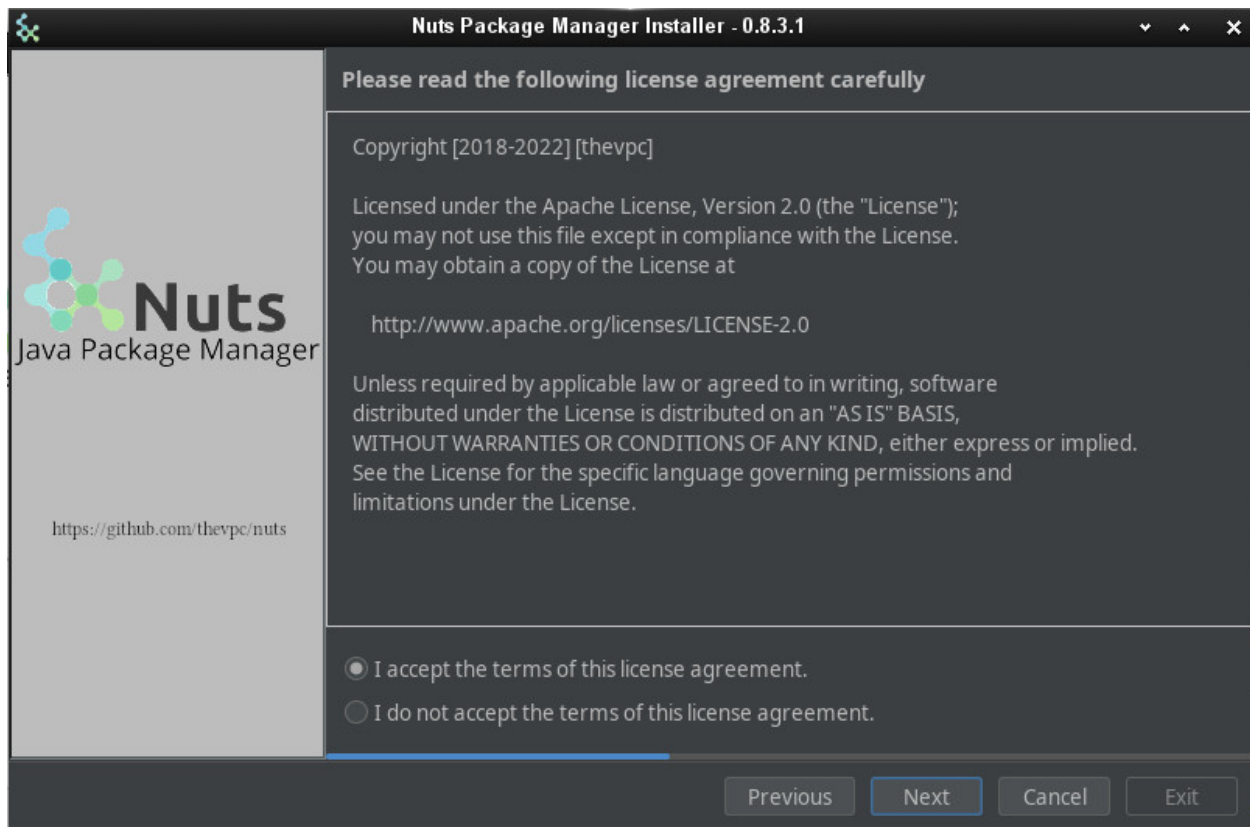 Nuts Package Manager Installer - 0.8.3.1
Nuts
Java Package Manager
https://github.com/thevpc/nuts
Please read the following license agreement carefully
Copyright [2018-2022] [thevpc]
Licensed under the Apache License, Version 2.0 (the "License");
you may not use this file except in compliance with the License.
You may obtain a copy of the License at
http://www.apache.org/licenses/LICENSE-2.0
Unless required by applicable law or agreed to in writing, software
distributed under the License is distributed on an "AS IS" BASIS,
WITHOUT WARRANTIES OR CONDITIONS OF ANY KIND, either express or implied.
See the License for the specific language governing permissions and
limitations under the License.
I accept the terms of this license agreement.
I do not accept the terms of this license agreement.
Previous Next Cancel Exit